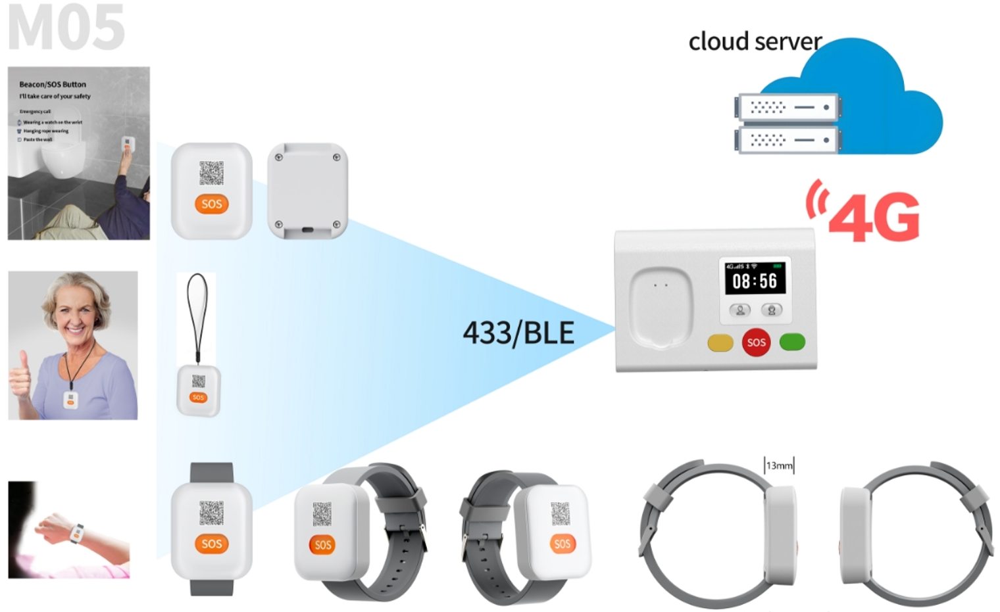 M05
cloud server
Beacon/SOS Button
I'll take care of your safety
Emergency call
Wearing a watch on the wrist
Hanging rope wearing
Paste the wall
SOS
4G
4G
08:56
433/BLE
SOS
SOS
13mm
SOS
SOS
SOS